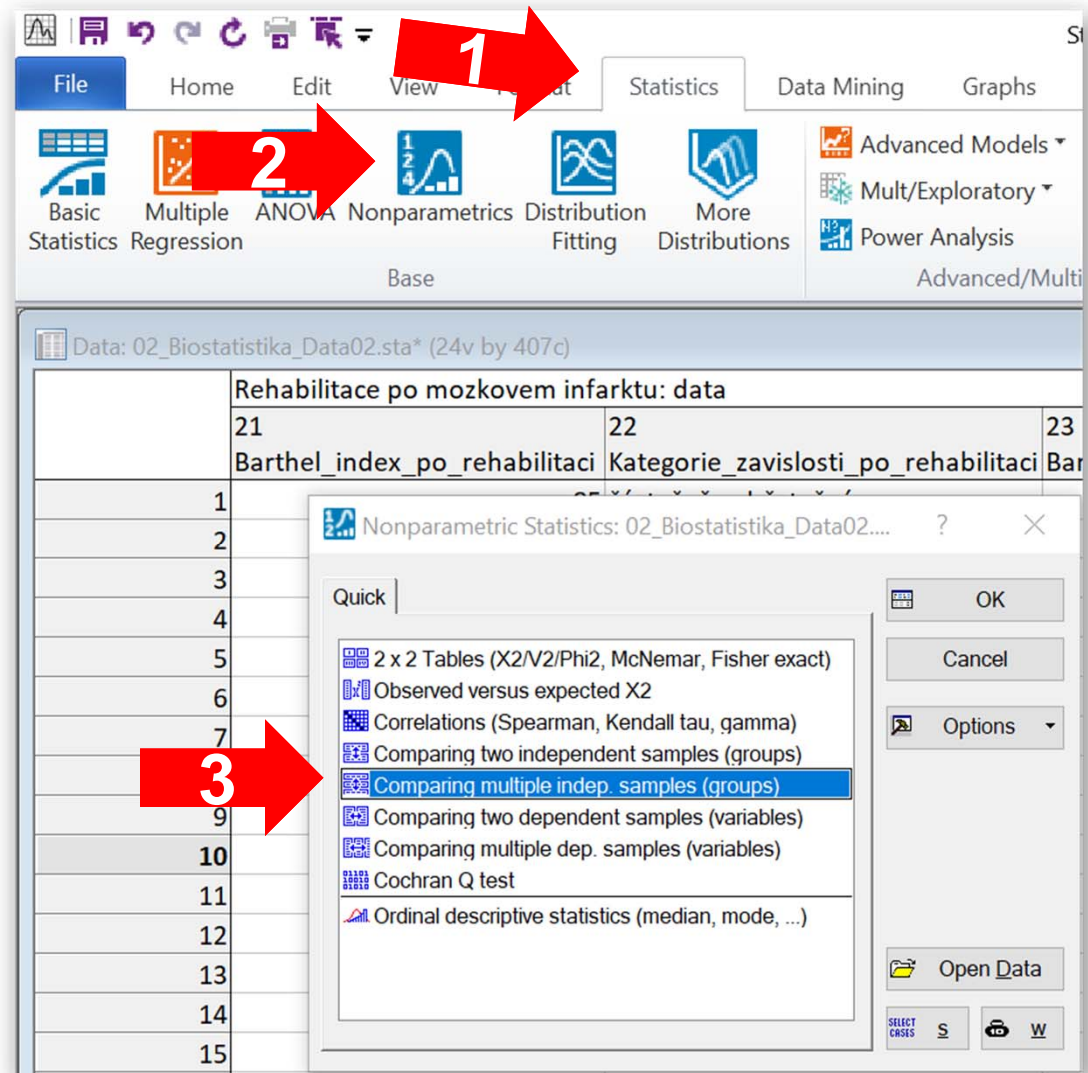 St
1
File Home Edit View Statistics Data Mining Graphs
2
Basic Statistics
Multiple Regression
ANOVA
Nonparametrics
Distribution Fitting
More Distributions
Advanced Models
Mult/Exploratory
Power Analysis
Base
Advanced/Multi
Data: 02_Biostatistika_Data02.sta* (24v by 407c)
Rehabilitace po mozkovem infarktu: data
21 22 23
Barthel_index_po_rehabilitaci Kategorie_zavislosti_po_rehabilitaci Bar
1
2
3
4
5
6
7
9
10
11
12
13
14
15
Nonparametric Statistics: 02_Biostatistika_Data02.... ?
Quick
2 x 2 Tables (X2/V2/Phi2, McNemar, Fisher exact)
Observed versus expected X2
Correlations (Spearman, Kendall tau, gamma)
Comparing two independent samples (groups)
3
Comparing multiple indep. samples (groups)
Comparing two dependent samples (variables)
Comparing multiple dep. samples (variables)
Cochran Q test
Ordinal descriptive statistics (median, mode, ...)
OK
Cancel
Options
Open Data
SELECT CASES S W